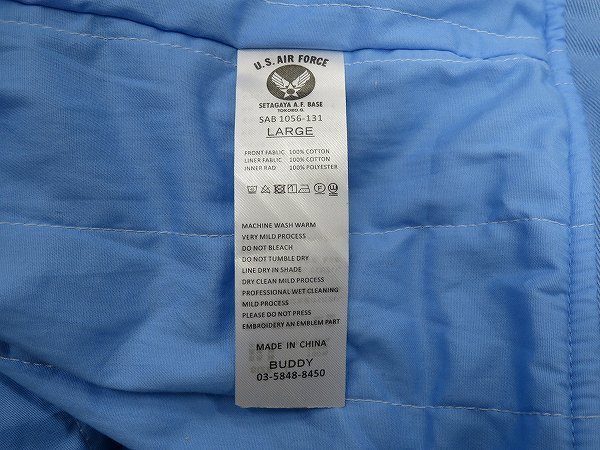 U.S. AIR FORCE
SETAGAYA A.F. BASE
TOKOBO G.
SAB 1056-131
LARGE
FRONT FABLIC 100% COTTON
LINER FABLIC 100% COTTON
INNER RAD 100% POLYESTER
MACHINE WASH WARM
VERY MILD PROCESS
DO NOT BLEACH
DO NOT TUMBLE DRY
LINE DRY IN SHADE
DRY CLEAN MILD PROCESS
PROFESSIONAL WET CLEANING
MILD PROCESS
PLEASE DO NOT PRESS
EMBROIDERY AN EMBLEM PART
MADE IN CHINA
BUDDY
03-5848-8450